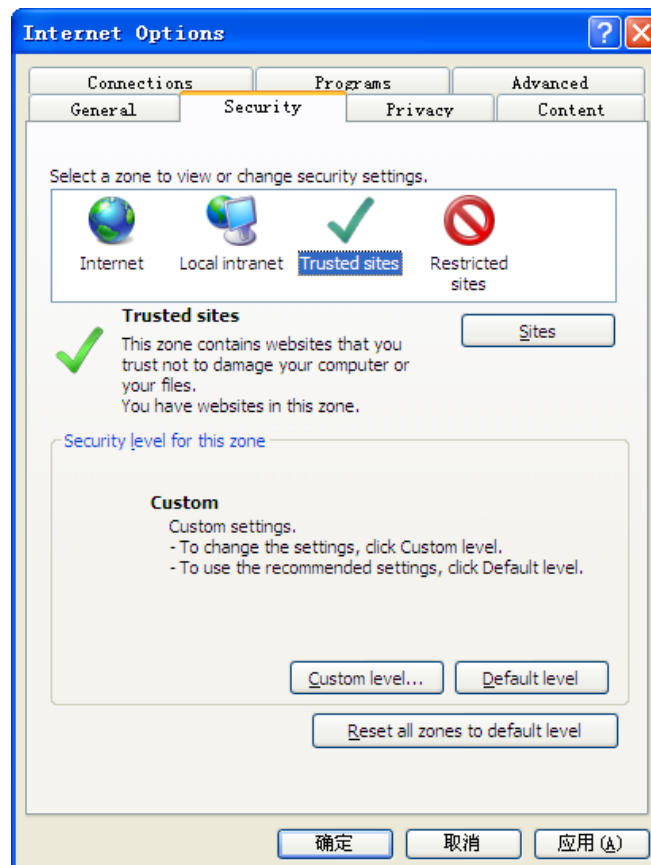 Internet Options
Connections Programs Advanced
General Security Privacy Content
Select a zone to view or change security settings.
Internet Local intranet Trusted sites Restricted sites
Trusted sites
Sites
This zone contains websites that you
trust not to damage your computer or
your files.
You have websites in this zone.
Security level for this zone
Custom
Custom settings.
- To change the settings, click Custom level.
- To use the recommended settings, click Default level.
Custom level... Default level
Reset all zones to default level
确定 取消 应用(A)